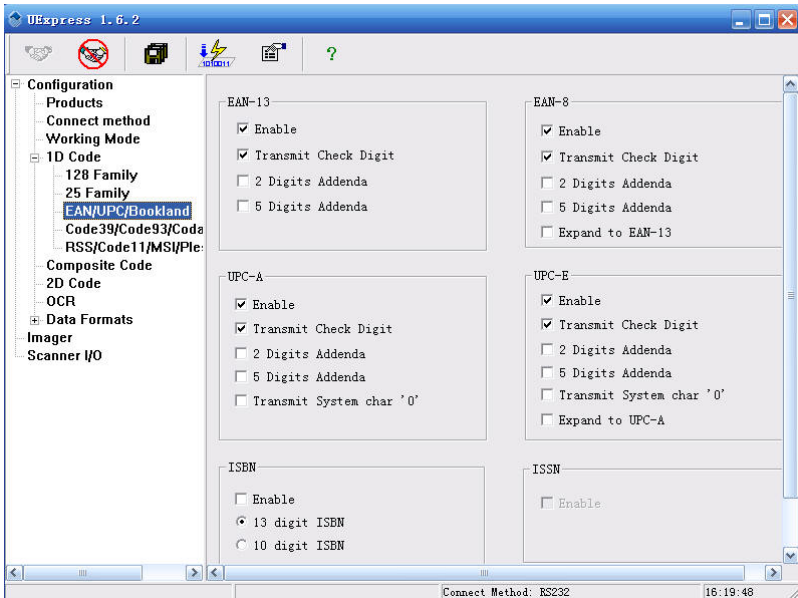 UExpress 1.6.2
1010011
?
Configuration
Products
Connect method
Working Mode
1D Code
128 Family
25 Family
EAN/UPC/Bookland
Code39/Code93/Coda
RSS/Code11/MSI/Ples
Composite Code
2D Code
OCR
Data Formats
Imager
Scanner I/O
EAN-13
Enable
Transmit Check Digit
2 Digits Addenda
5 Digits Addenda
EAN-8
Enable
Transmit Check Digit
2 Digits Addenda
5 Digits Addenda
Expand to EAN-13
UPC-A
Enable
Transmit Check Digit
2 Digits Addenda
5 Digits Addenda
Transmit System char '0'
UPC-E
Enable
Transmit Check Digit
2 Digits Addenda
5 Digits Addenda
Transmit System char '0'
Expand to UPC-A
ISBN
Enable
13 digit ISBN
10 digit ISBN
ISSN
Enable
Connect Method: RS232
16:19:48